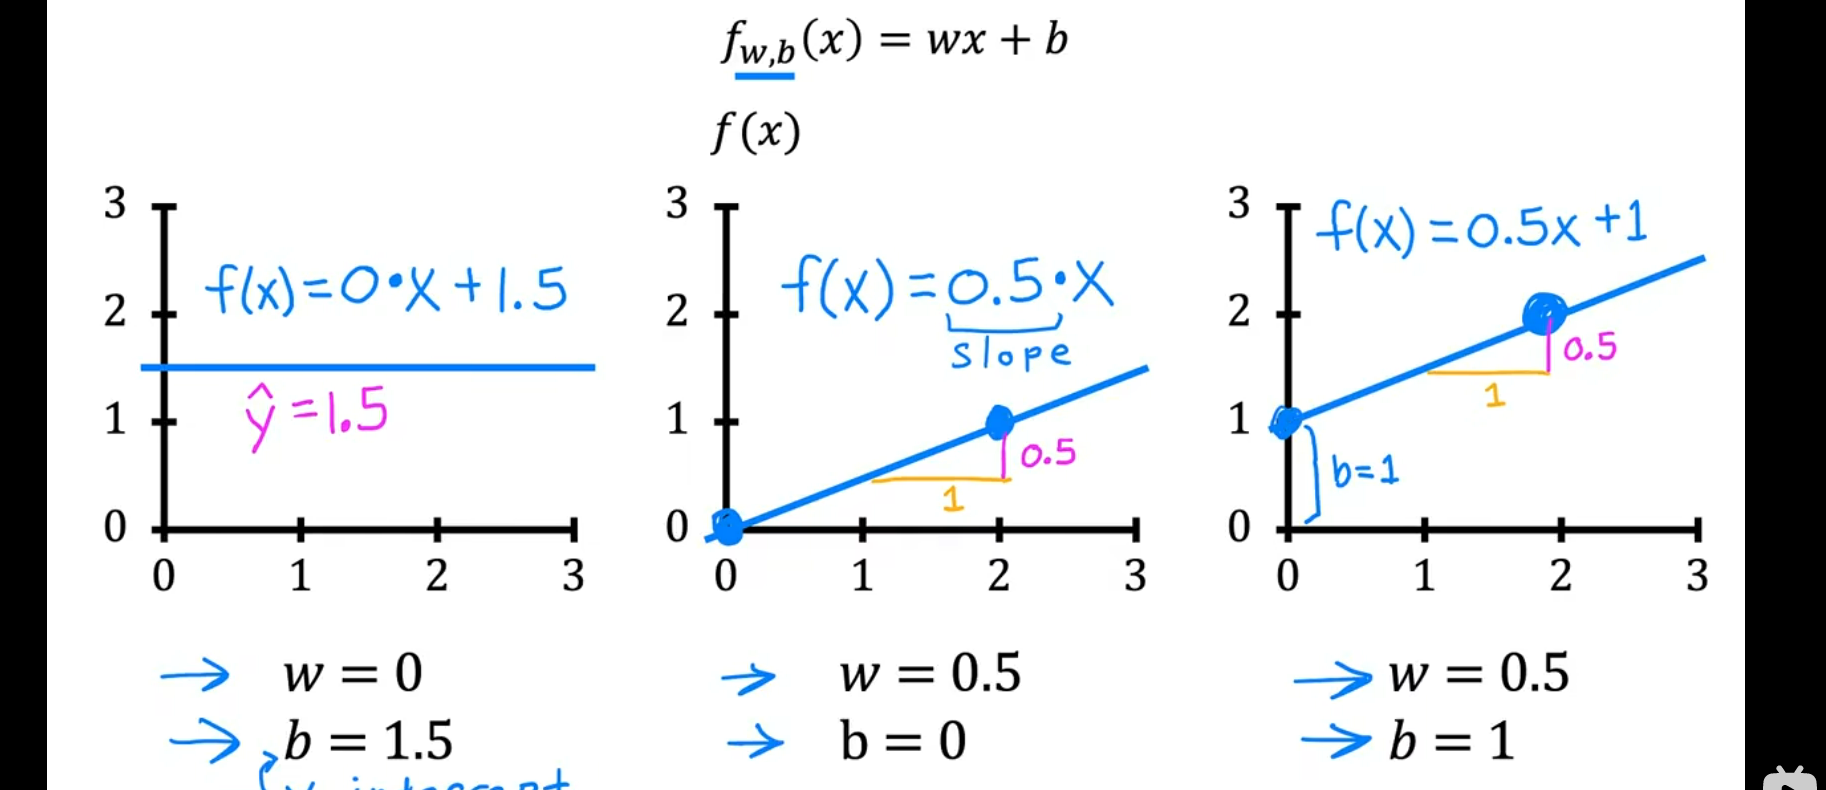 f_{w,b}(x) = wx + b
f(x)
3
2
1
0
0 1 2 3
f(x)=0•x+1.5
ŷ=1.5
w = 0
b = 1.5
3
2
1
0
0 1 2 3
f(x)=0.5•x
slope
0.5
1
w = 0.5
b = 0
3
2
1
0
0 1 2 3
f(x)=0.5x+1
0.5
1
b=1
w = 0.5
b = 1